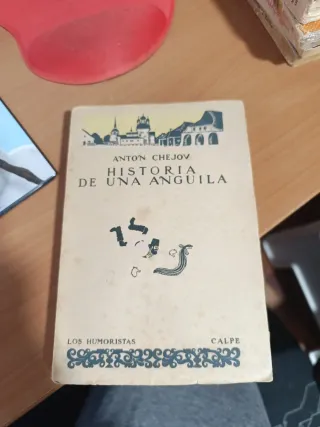 ANTON CHEJOV
HISTORIA
DE UNA ANGUILA
LOS HUMORISTAS
CALPE